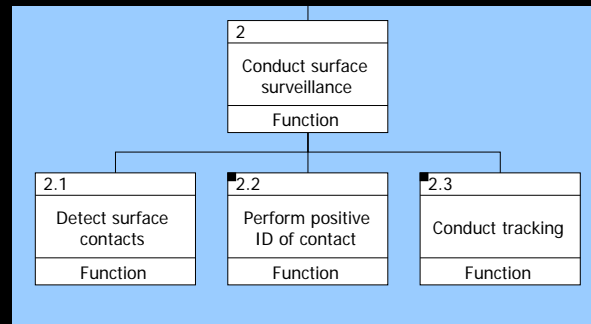 2
Conduct surface
surveillance
Function
2.1
Detect surface
contacts
Function
2.2
Perform positive
ID of contact
Function
2.3
Conduct tracking
Function